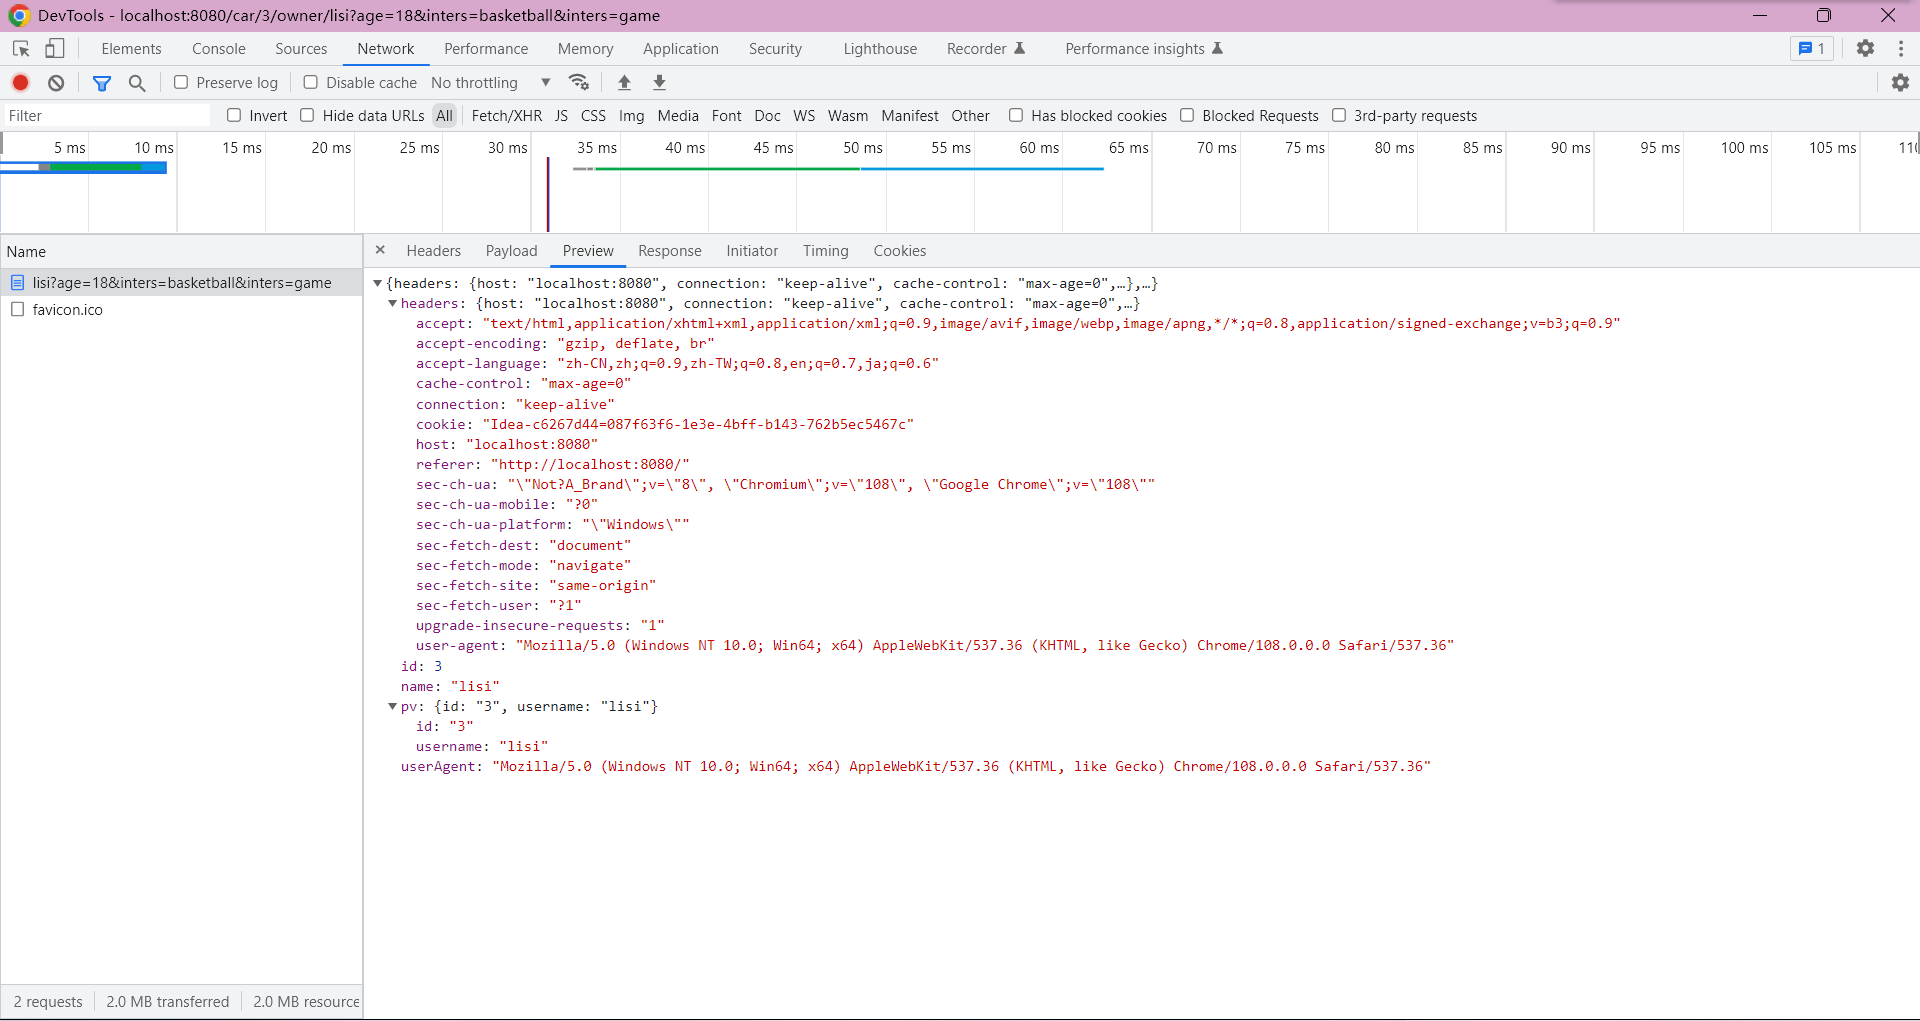 DevTools - localhost:8080/car/3/owner/lisi?age=18&inters=basketball&inters=game
Elements Console Sources Network Performance Memory Application Security Lighthouse Recorder Performance insights 1
Preserve log Disable cache No throttling
Filter Invert Hide data URLs All Fetch/XHR JS CSS Img Media Font Doc WS Wasm Manifest Other Has blocked cookies Blocked Requests 3rd-party requests
5 ms 10 ms 15 ms 20 ms 25 ms 30 ms 35 ms 40 ms 45 ms 50 ms 55 ms 60 ms 65 ms 70 ms 75 ms 80 ms 85 ms 90 ms 95 ms 100 ms 105 ms
Name
lisi?age=18&inters=basketball&inters=game
favicon.ico
Headers Payload Preview Response Initiator Timing Cookies
{headers: {host: "localhost:8080", connection: "keep-alive", cache-control: "max-age=0",…},…}
headers: {host: "localhost:8080", connection: "keep-alive", cache-control: "max-age=0",…}
accept: "text/html,application/xhtml+xml,application/xml;q=0.9,image/avif,image/webp,image/apng,*/*;q=0.8,application/signed-exchange;v=b3;q=0.9"
accept-encoding: "gzip, deflate, br"
accept-language: "zh-CN,zh;q=0.9,zh-TW;q=0.8,en;q=0.7,ja;q=0.6"
cache-control: "max-age=0"
connection: "keep-alive"
cookie: "Idea-c6267d44=087f63f6-1e3e-4bff-b143-762b5ec5467c"
host: "localhost:8080"
referer: "http://localhost:8080/"
sec-ch-ua: "\"Not?A_Brand\";v=\"8\", \"Chromium\";v=\"108\", \"Google Chrome\";v=\"108\""
sec-ch-ua-mobile: "?0"
sec-ch-ua-platform: "\"Windows\""
sec-fetch-dest: "document"
sec-fetch-mode: "navigate"
sec-fetch-site: "same-origin"
sec-fetch-user: "?1"
upgrade-insecure-requests: "1"
user-agent: "Mozilla/5.0 (Windows NT 10.0; Win64; x64) AppleWebKit/537.36 (KHTML, like Gecko) Chrome/108.0.0.0 Safari/537.36"
id: 3
name: "lisi"
pv: {id: "3", username: "lisi"}
id: "3"
username: "lisi"
userAgent: "Mozilla/5.0 (Windows NT 10.0; Win64; x64) AppleWebKit/537.36 (KHTML, like Gecko) Chrome/108.0.0.0 Safari/537.36"
2 requests 2.0 MB transferred 2.0 MB resource